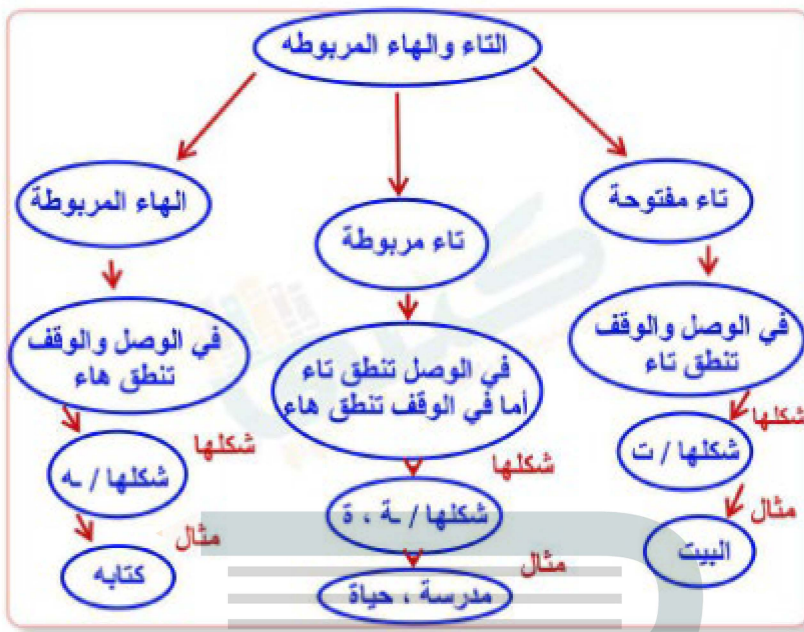 التاء والهاء المربوطه
تاء مفتوحة
في الوصل والوقف
تنطق تاء
شكلها
شكلها / ت
مثال
البيت
تاء مربوطة
في الوصل تنطق تاء
أما في الوقف تنطق هاء
شكلها
شكلها / ـة ، ة
مثال
مدرسة ، حياة
الهاء المربوطة
في الوصل والوقف
تنطق هاء
شكلها
شكلها / ـه
مثال
كتابه